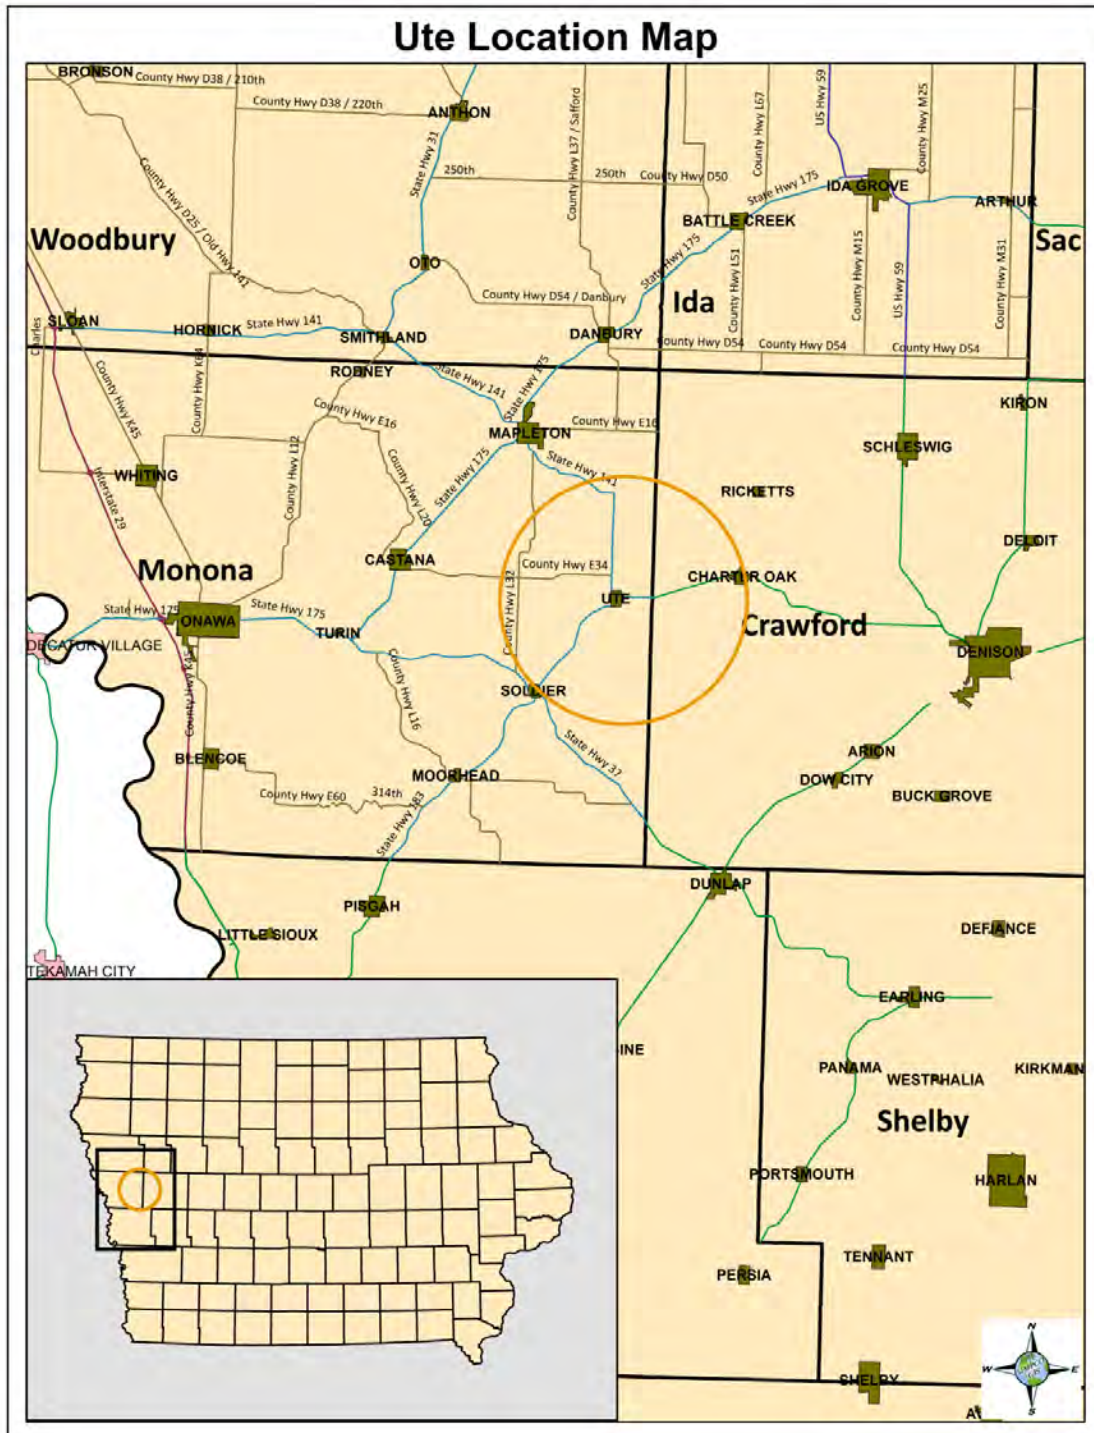 Ute Location Map
BRONSON
County Hwy D38 / 210th
County Hwy D38 / 220th
ANTHON
State Hwy 31
250th
250th
County Hwy D50
County Hwy L37 / Safford
County Hwy L67
US Hwy 59
County Hwy M25
State Hwy 175
IDA GROVE
ARTHUR
BATTLE CREEK
Woodbury
County Hwy D25 / Old Hwy 141
OTO
County Hwy D54 / Danbury
State Hwy 175
Ida
County Hwy L51
County Hwy M15
US Hwy 59
County Hwy M31
Sac
SLOAN
Charles
HORNICK
State Hwy 141
SMITHLAND
DANBURY
County Hwy D54
County Hwy D54
County Hwy D54
RODNEY
County Hwy K64
County Hwy K45
State Hwy 141
State Hwy 175
County Hwy E16
MAPLETON
County Hwy E16
KIRON
SCHLESWIG
WHITING
Interstate 29
County Hwy L12
County Hwy L20
State Hwy 175
State Hwy 141
RICKETTS
DELOIT
Monona
CASTANA
County Hwy E34
County Hwy L32
CHARTER OAK
UTE
State Hwy 175
ONAWA
State Hwy 175
TURIN
Crawford
DENISON
DECATUR VILLAGE
County Hwy K45
County Hwy L16
SOLDIER
BLENCOE
MOORHEAD
State Hwy 37
ARION
DOW CITY
BUCK GROVE
County Hwy E60
314th
State Hwy 183
DUNLAP
PISGAH
LITTLE SIOUX
DEFIANCE
TEKAMAH CITY
EARLING
INE
PANAMA
WESTPHALIA
KIRKMAN
Shelby
PORTSMOUTH
HARLAN
TENNANT
PERSIA
SHELBY
N
W
E
S